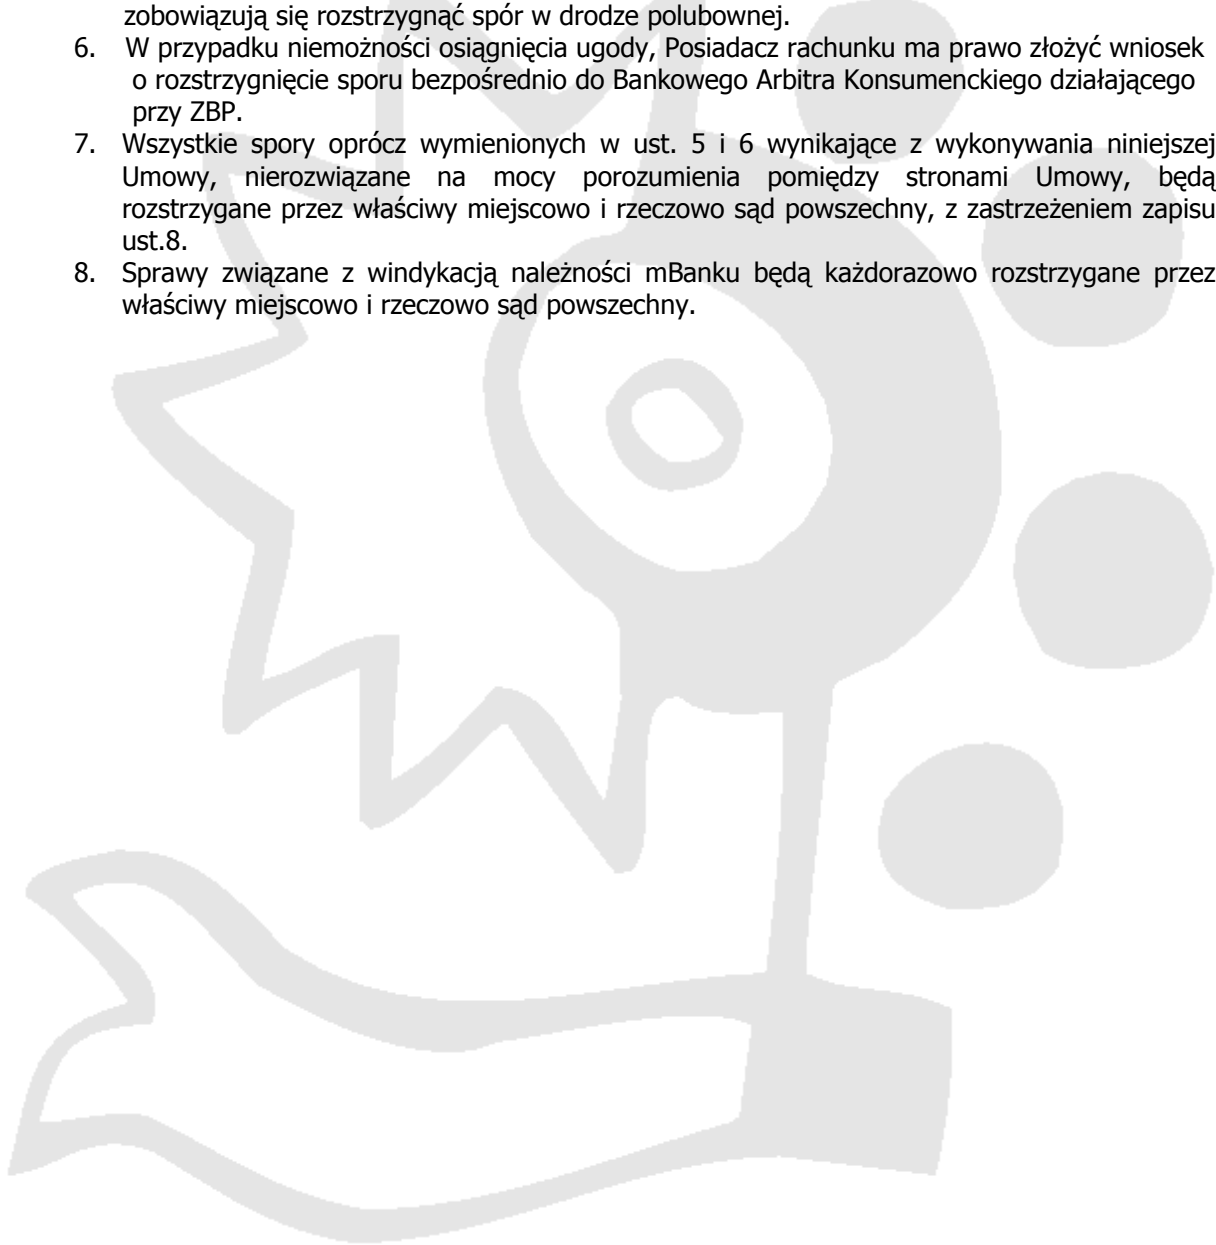 zobowiązują się rozstrzygnąć spór w drodze polubownej.
6. W przypadku niemożności osiągnięcia ugody, Posiadacz rachunku ma prawo złożyć wniosek
o rozstrzygnięcie sporu bezpośrednio do Bankowego Arbitra Konsumenckiego działającego
przy ZBP.
7. Wszystkie spory oprócz wymienionych w ust. 5 i 6 wynikające z wykonywania niniejszej
Umowy, nierozwiązane na mocy porozumienia pomiędzy stronami Umowy, będą
rozstrzygane przez właściwy miejscowo i rzeczowo sąd powszechny, z zastrzeżeniem zapisu
ust.8.
8. Sprawy związane z windykacją należności mBanku będą każdorazowo rozstrzygane przez
właściwy miejscowo i rzeczowo sąd powszechny.